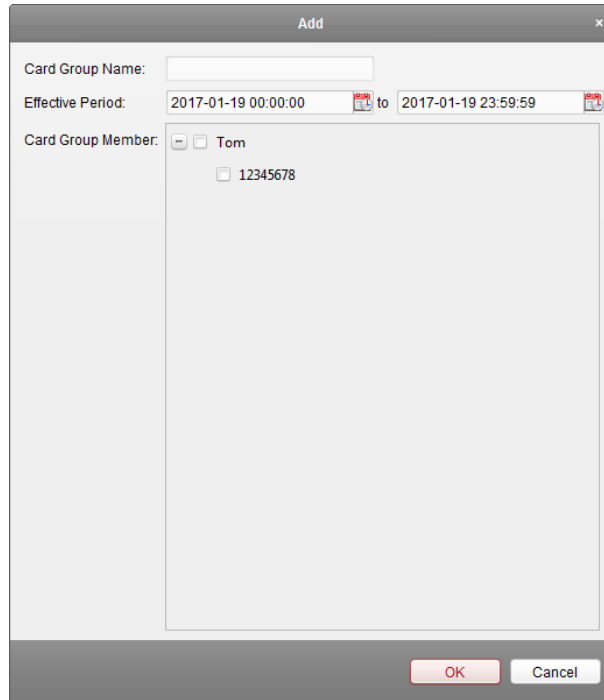 Add
Card Group Name:
Effective Period: 2017-01-19 00:00:00 to 2017-01-19 23:59:59
Card Group Member: Tom
12345678
OK Cancel